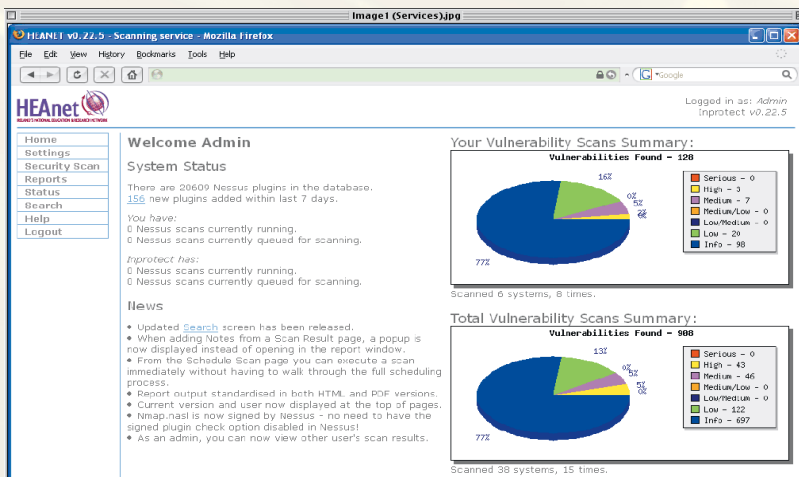 Image1 (Services).jpg
HEANET v0.22.5 - Scanning service - Mozilla Firefox
File Edit View History Bookmarks Tools Help
Google
HEAnet
Logged in as: Admin
Inprotect v0.22.5
Home
Settings
Security Scan
Reports
Status
Search
Help
Logout
Welcome Admin
System Status
There are 20609 Nessus plugins in the database.
156 new plugins added within last 7 days.
You have:
0 Nessus scans currently running.
0 Nessus scans currently queued for scanning.
Inprotect has:
0 Nessus scans currently running.
0 Nessus scans currently queued for scanning.
News
• Updated Search screen has been released.
• When adding Notes from a Scan Result page, a popup is
now displayed instead of opening in the report window.
• From the Schedule Scan page you can execute a scan
immediately without having to walk through the full scheduling
process.
• Report output standardised in both HTML and PDF versions.
• Current version and user now displayed at the top of pages.
• Nmap.nasl is now signed by Nessus - no need to have the
signed plugin check option disabled in Nessus!
• As an admin, you can now view other user's scan results.
Your Vulnerability Scans Summary:
Vulnerabilities Found - 128
16%
0%
5%
2%
0%
77%
Serious - 0
High - 3
Medium - 7
Medium/Low - 0
Low/Medium - 0
Low - 20
Info - 98
Scanned 6 systems, 8 times.
Total Vulnerability Scans Summary:
Vulnerabilities Found - 908
13%
0%
5%
5%
0%
77%
Serious - 0
High - 43
Medium - 46
Medium/Low - 0
Low/Medium - 0
Low - 122
Info - 697
Scanned 38 systems, 15 times.